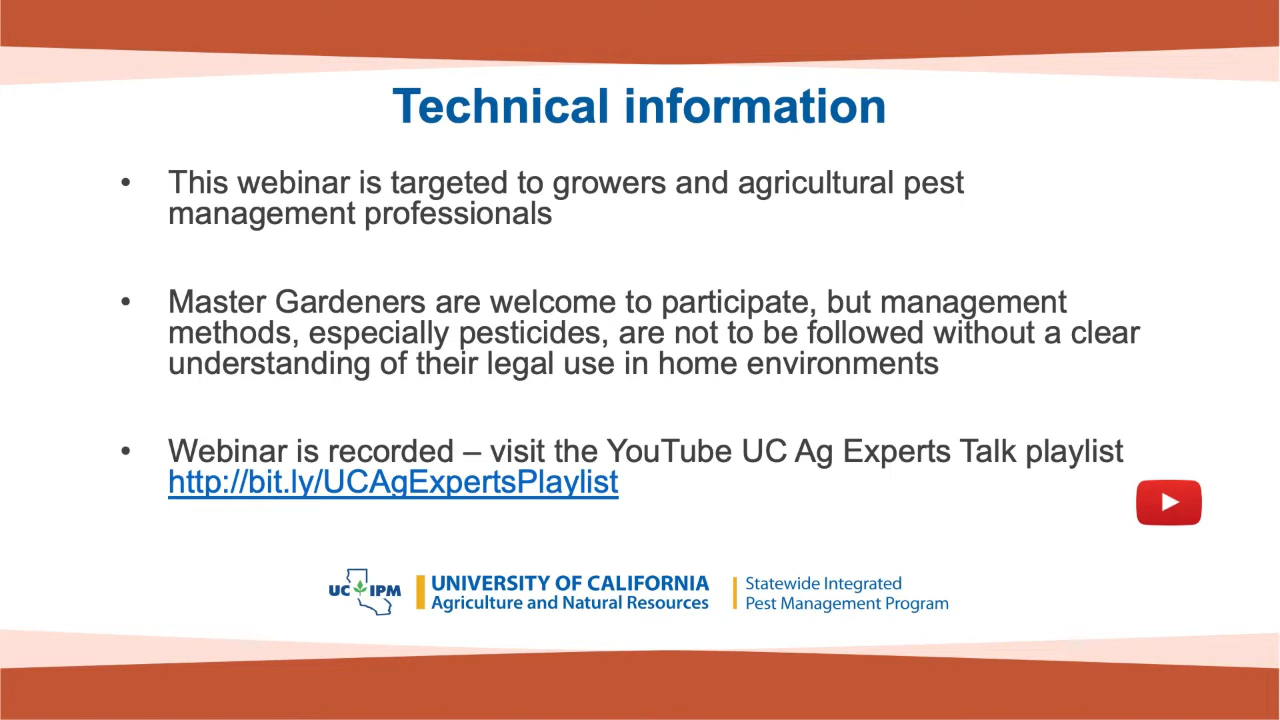 Technical information
• This webinar is targeted to growers and agricultural pest
management professionals
• Master Gardeners are welcome to participate, but management
methods, especially pesticides, are not to be followed without a clear
understanding of their legal use in home environments
• Webinar is recorded – visit the YouTube UC Ag Experts Talk playlist
http://bit.ly/UCAgExpertsPlaylist
UC IPM
UNIVERSITY OF CALIFORNIA
Agriculture and Natural Resources
Statewide Integrated
Pest Management Program